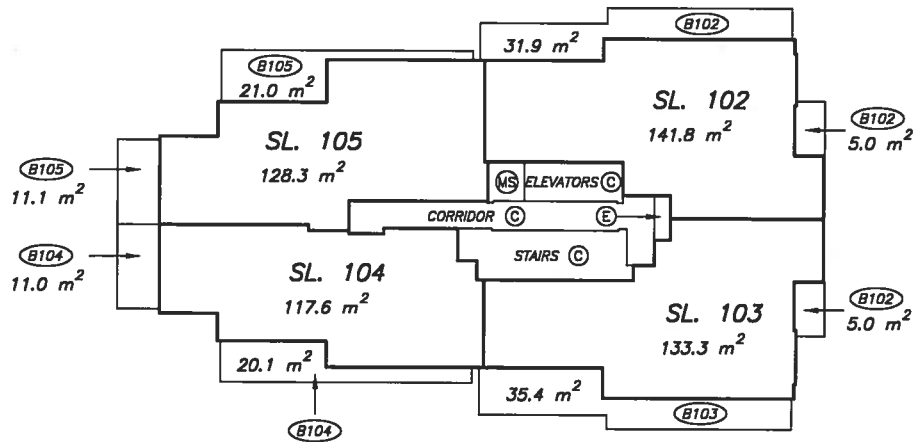 B102
31.9 m²
B105
21.0 m²
SL. 102
141.8 m²
B102
5.0 m²
SL. 105
128.3 m²
B105
11.1 m²
MS ELEVATORS C
CORRIDOR C E
STAIRS C
B104
11.0 m²
SL. 104
117.6 m²
SL. 103
133.3 m²
B102
5.0 m²
20.1 m²
B104
35.4 m²
B103